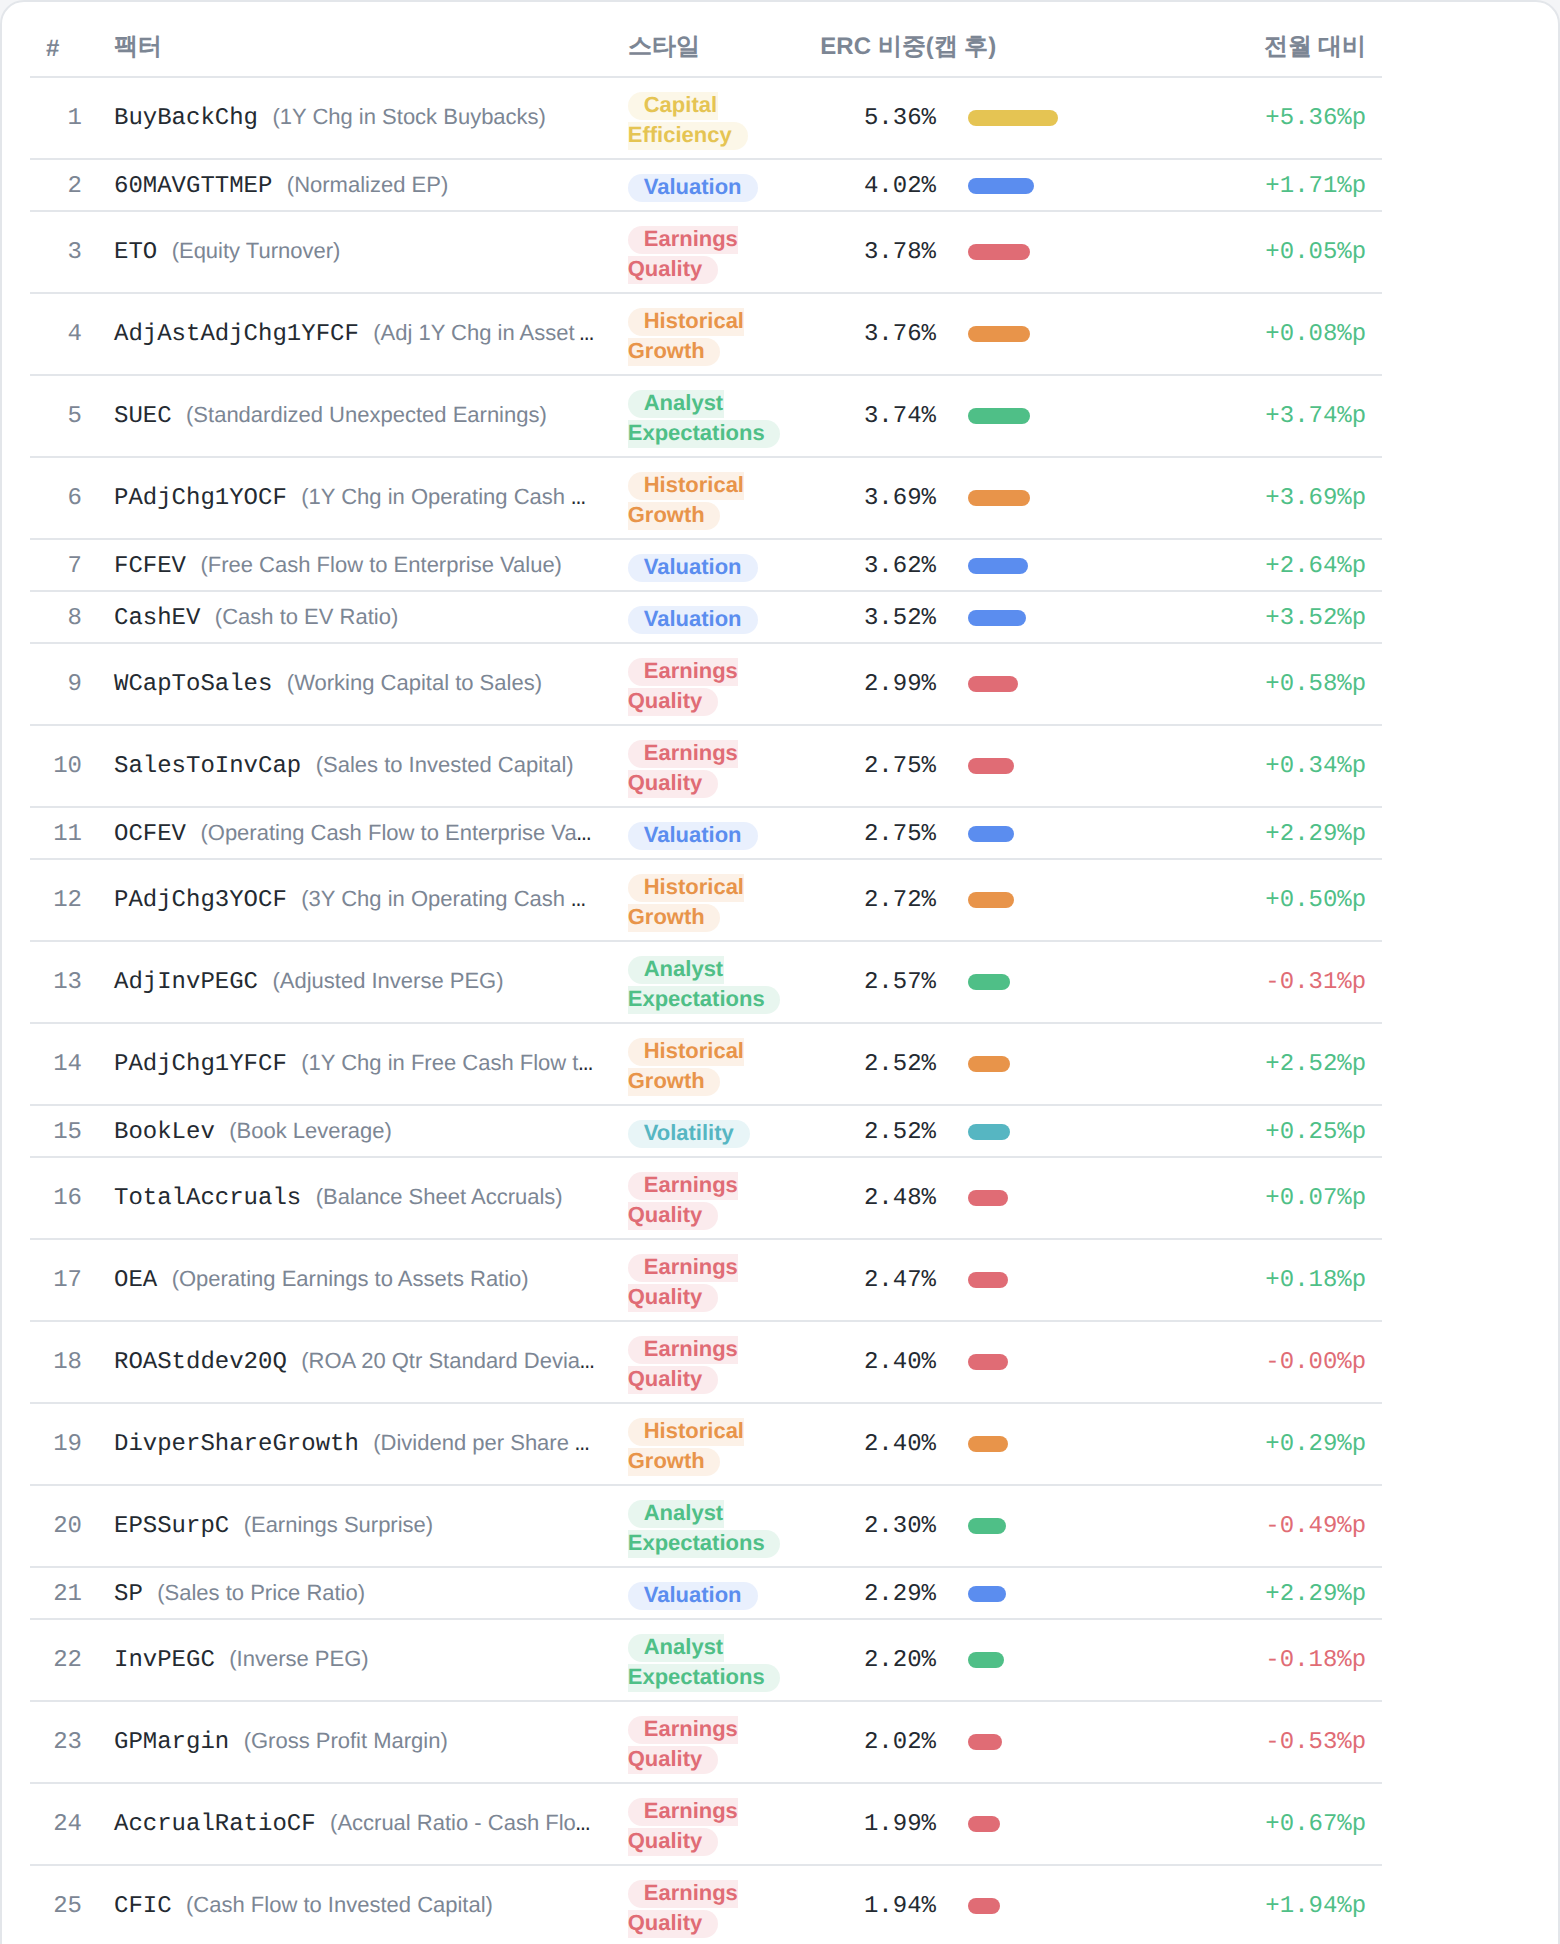 # 팩터 스타일 ERC 비중(캡 후) 전월 대비
1 BuyBackChg (1Y Chg in Stock Buybacks) Capital Efficiency 5.36% +5.36%p
2 60MAVGTTMEP (Normalized EP) Valuation 4.02% +1.71%p
3 ETO (Equity Turnover) Earnings Quality 3.78% +0.05%p
4 AdjAstAdjChg1YFCF (Adj 1Y Chg in Asset … Historical Growth 3.76% +0.08%p
5 SUEC (Standardized Unexpected Earnings) Analyst Expectations 3.74% +3.74%p
6 PAdjChg1YOCF (1Y Chg in Operating Cash … Historical Growth 3.69% +3.69%p
7 FCFEV (Free Cash Flow to Enterprise Value) Valuation 3.62% +2.64%p
8 CashEV (Cash to EV Ratio) Valuation 3.52% +3.52%p
9 WCapToSales (Working Capital to Sales) Earnings Quality 2.99% +0.58%p
10 SalesToInvCap (Sales to Invested Capital) Earnings Quality 2.75% +0.34%p
11 OCFEV (Operating Cash Flow to Enterprise Va… Valuation 2.75% +2.29%p
12 PAdjChg3YOCF (3Y Chg in Operating Cash … Historical Growth 2.72% +0.50%p
13 AdjInvPEGC (Adjusted Inverse PEG) Analyst Expectations 2.57% -0.31%p
14 PAdjChg1YFCF (1Y Chg in Free Cash Flow t… Historical Growth 2.52% +2.52%p
15 BookLev (Book Leverage) Volatility 2.52% +0.25%p
16 TotalAccruals (Balance Sheet Accruals) Earnings Quality 2.48% +0.07%p
17 OEA (Operating Earnings to Assets Ratio) Earnings Quality 2.47% +0.18%p
18 ROAStddev20Q (ROA 20 Qtr Standard Devia… Earnings Quality 2.40% -0.00%p
19 DivperShareGrowth (Dividend per Share … Historical Growth 2.40% +0.29%p
20 EPSSurpC (Earnings Surprise) Analyst Expectations 2.30% -0.49%p
21 SP (Sales to Price Ratio) Valuation 2.29% +2.29%p
22 InvPEGC (Inverse PEG) Analyst Expectations 2.20% -0.18%p
23 GPMargin (Gross Profit Margin) Earnings Quality 2.02% -0.53%p
24 AccrualRatioCF (Accrual Ratio - Cash Flo… Earnings Quality 1.99% +0.67%p
25 CFIC (Cash Flow to Invested Capital) Earnings Quality 1.94% +1.94%p